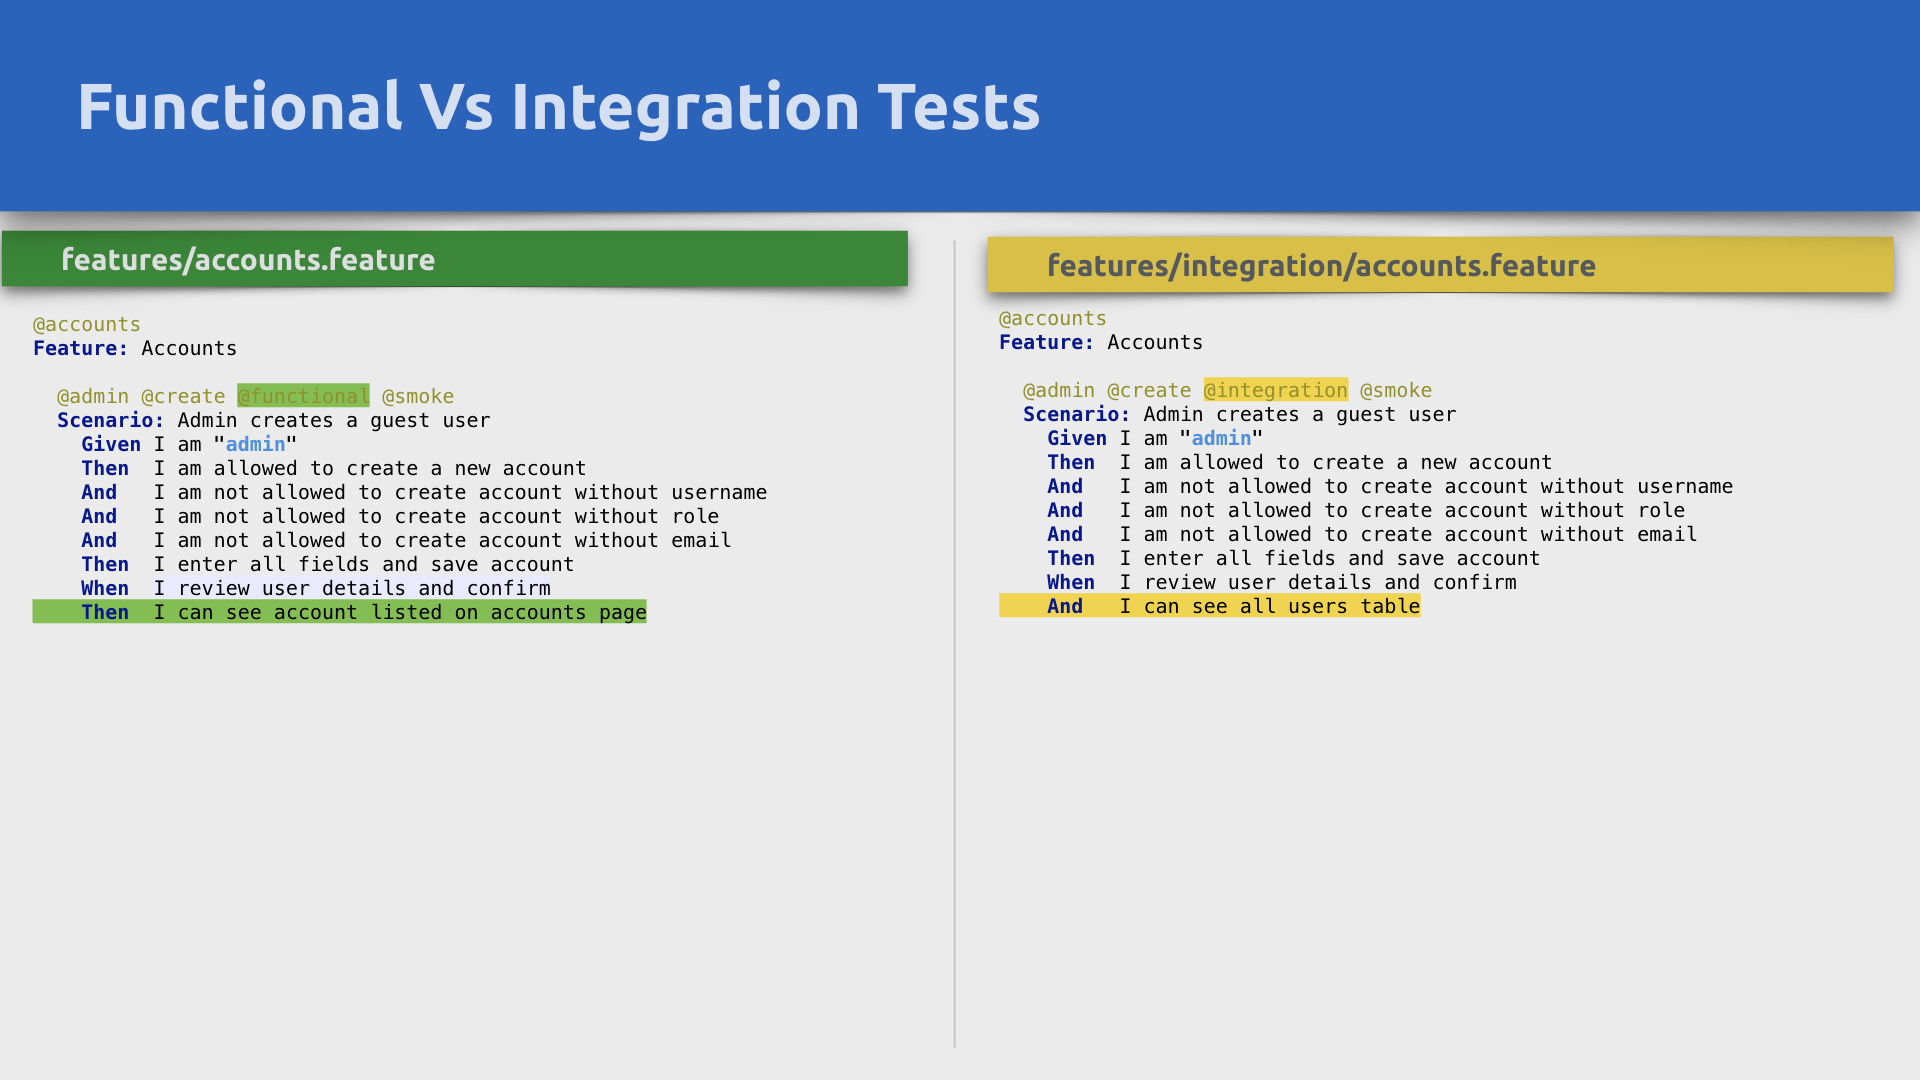 Functional Vs Integration Tests
features/accounts.feature
@accounts
Feature: Accounts
@admin @create @functional @smoke
Scenario: Admin creates a guest user
Given I am "admin"
Then I am allowed to create a new account
And I am not allowed to create account without username
And I am not allowed to create account without role
And I am not allowed to create account without email
Then I enter all fields and save account
When I review user details and confirm
Then I can see account listed on accounts page
features/integration/accounts.feature
@accounts
Feature: Accounts
@admin @create @integration @smoke
Scenario: Admin creates a guest user
Given I am "admin"
Then I am allowed to create a new account
And I am not allowed to create account without username
And I am not allowed to create account without role
And I am not allowed to create account without email
Then I enter all fields and save account
When I review user details and confirm
And I can see all users table